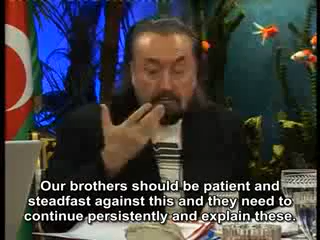 Our brothers should be patient and
steadfast against this and they need to
continue persistently and explain these.